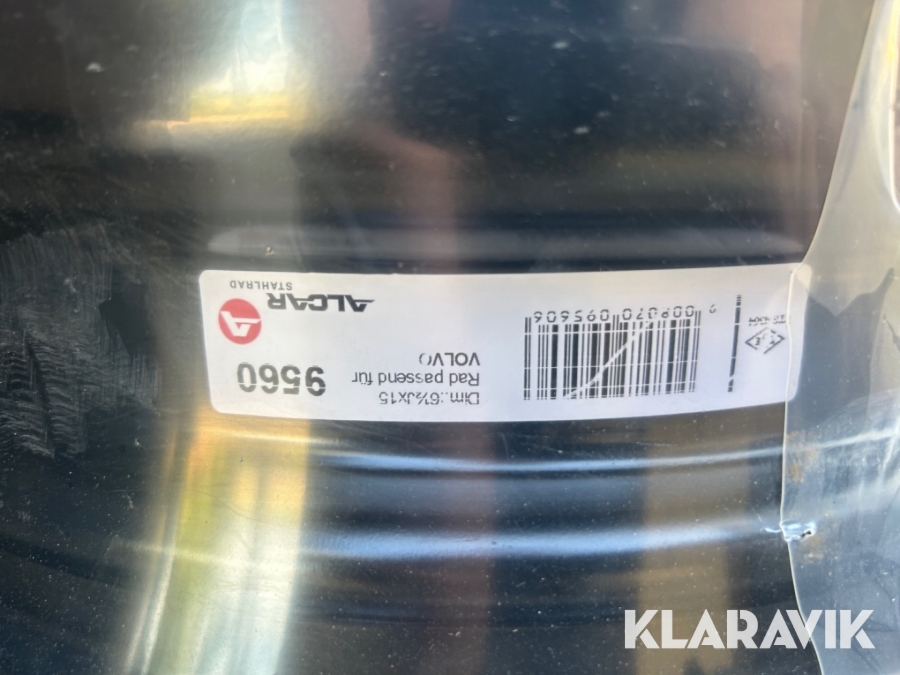 9560
Dim.:6½Jx15
Rad passend für
VOLVO
ALCAR
STAHLRAD
9 008070 095606
KLARAVIK